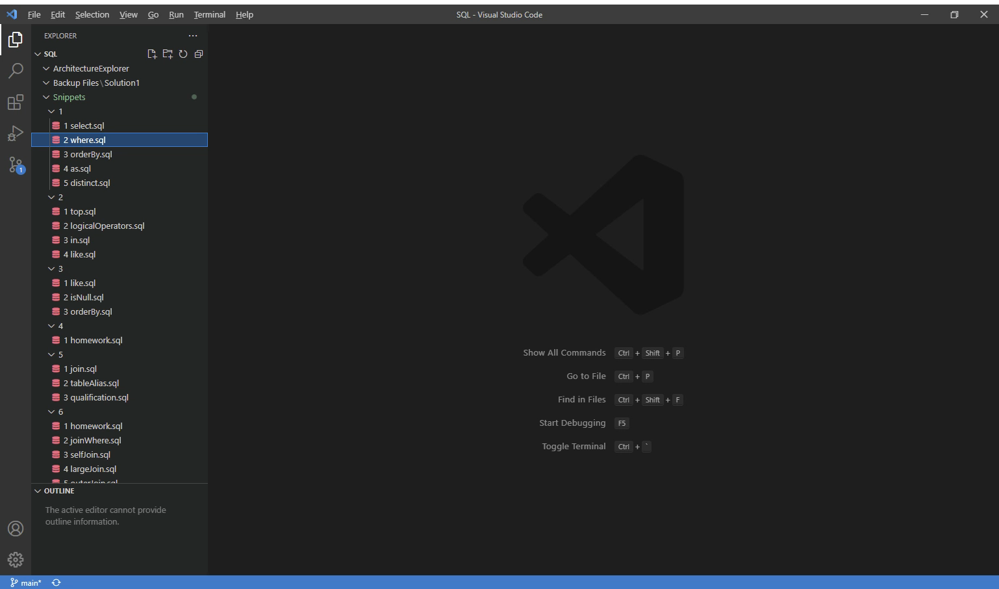 File Edit Selection View Go Run Terminal Help SQL - Visual Studio Code
EXPLORER
SQL
ArchitectureExplorer
Backup Files\Solution1
Snippets
1
1 select.sql
2 where.sql
3 orderBy.sql
4 as.sql
5 distinct.sql
2
1 top.sql
2 logicalOperators.sql
3 in.sql
4 like.sql
3
1 like.sql
2 isNull.sql
3 orderBy.sql
4
1 homework.sql
5
1 join.sql
2 tableAlias.sql
3 qualification.sql
6
1 homework.sql
2 joinWhere.sql
3 selfJoin.sql
4 largeJoin.sql
5 outerJoin.sql
OUTLINE
The active editor cannot provide
outline information.
1
Show All Commands Ctrl + Shift + P
Go to File Ctrl + P
Find in Files Ctrl + Shift + F
Start Debugging F5
Toggle Terminal Ctrl + `
main*